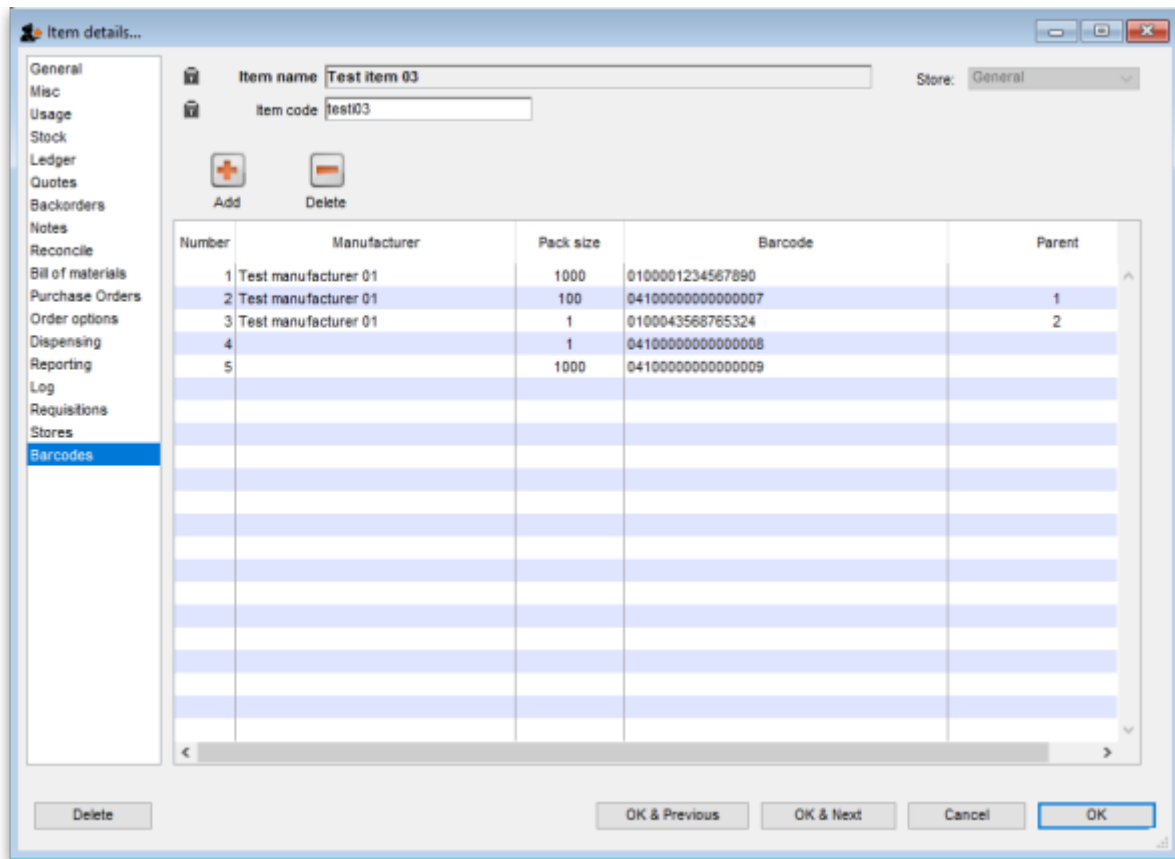 Item details...
General
Misc
Usage
Stock
Ledger
Quotes
Backorders
Notes
Reconcile
Bill of materials
Purchase Orders
Order options
Dispensing
Reporting
Log
Requisitions
Stores
Barcodes
Item name Test item 03 Store: General
Item code testi03
Add Delete
Number Manufacturer Pack size Barcode Parent
1 Test manufacturer 01 1000 0100001234567890
2 Test manufacturer 01 100 04100000000000007 1
3 Test manufacturer 01 1 0100043568765324 2
4 1 04100000000000008
5 1000 04100000000000009
Delete OK & Previous OK & Next Cancel OK